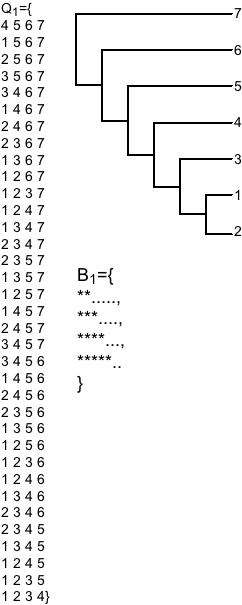 Q1={
4 5 6 7
1 5 6 7
2 5 6 7
3 5 6 7
3 4 6 7
1 4 6 7
2 4 6 7
2 3 6 7
1 3 6 7
1 2 6 7
1 2 3 7
1 2 4 7
1 3 4 7
2 3 4 7
2 3 5 7
1 3 5 7
1 2 5 7
1 4 5 7
2 4 5 7
3 4 5 7
3 4 5 6
1 4 5 6
2 4 5 6
2 3 5 6
1 3 5 6
1 2 5 6
1 2 3 6
1 2 4 6
1 3 4 6
2 3 4 6
2 3 4 5
1 3 4 5
1 2 4 5
1 2 3 5
1 2 3 4}
7
6
5
4
3
1
2
B1={
**.....,
***....,
****...,
*****..
}